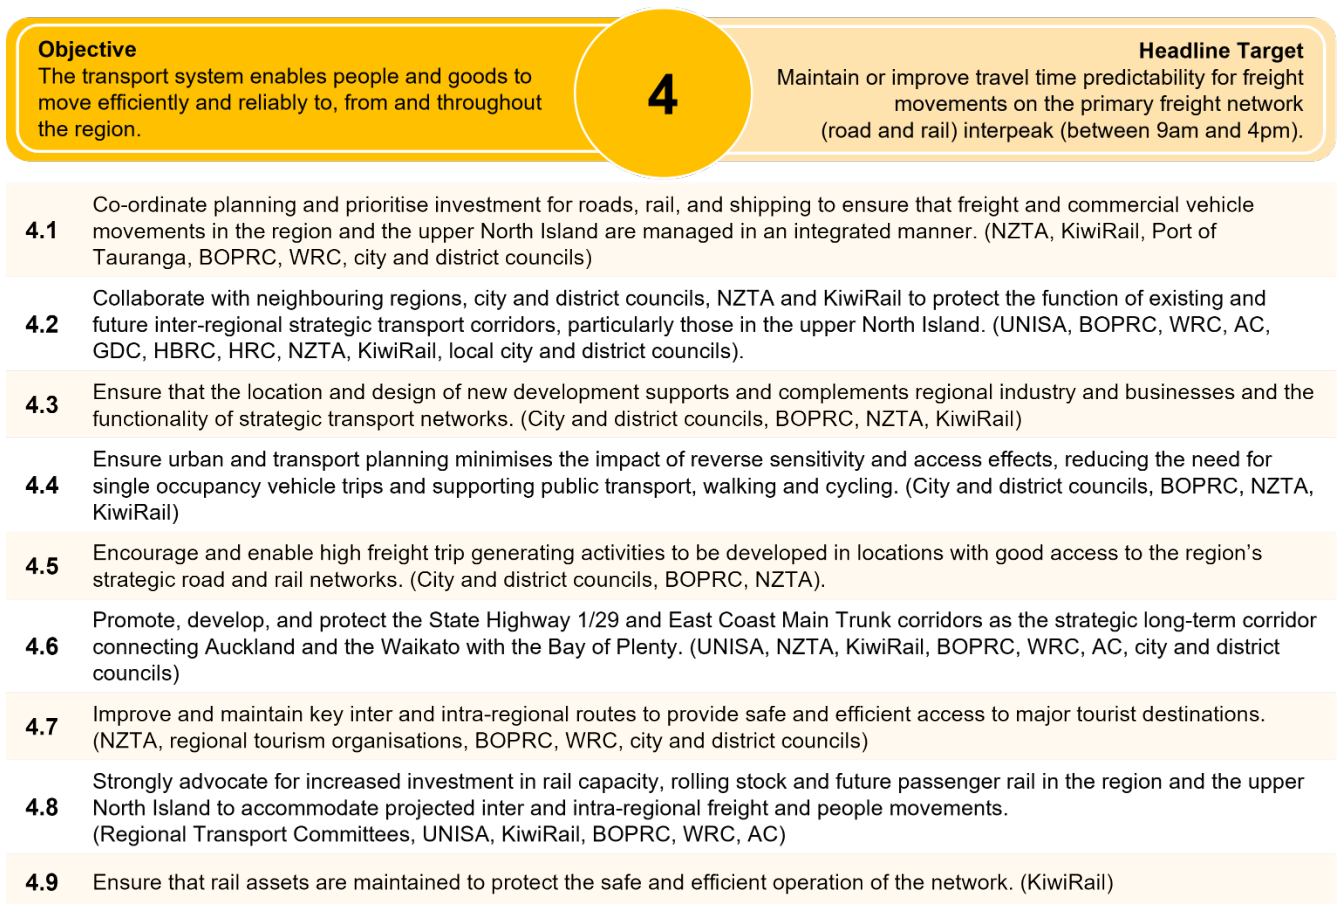 Objective
The transport system enables people and goods to
move efficiently and reliably to, from and throughout
the region.
4
Headline Target
Maintain or improve travel time predictability for freight
movements on the primary freight network
(road and rail) interpeak (between 9am and 4pm).
4.1
Co-ordinate planning and prioritise investment for roads, rail, and shipping to ensure that freight and commercial vehicle
movements in the region and the upper North Island are managed in an integrated manner. (NZTA, KiwiRail, Port of
Tauranga, BOPRC, WRC, city and district councils)
4.2
Collaborate with neighbouring regions, city and district councils, NZTA and KiwiRail to protect the function of existing and
future inter-regional strategic transport corridors, particularly those in the upper North Island. (UNISA, BOPRC, WRC, AC,
GDC, HBRC, HRC, NZTA, KiwiRail, local city and district councils).
4.3
Ensure that the location and design of new development supports and complements regional industry and businesses and the
functionality of strategic transport networks. (City and district councils, BOPRC, NZTA, KiwiRail)
4.4
Ensure urban and transport planning minimises the impact of reverse sensitivity and access effects, reducing the need for
single occupancy vehicle trips and supporting public transport, walking and cycling. (City and district councils, BOPRC, NZTA,
KiwiRail)
4.5
Encourage and enable high freight trip generating activities to be developed in locations with good access to the region’s
strategic road and rail networks. (City and district councils, BOPRC, NZTA).
4.6
Promote, develop, and protect the State Highway 1/29 and East Coast Main Trunk corridors as the strategic long-term corridor
connecting Auckland and the Waikato with the Bay of Plenty. (UNISA, NZTA, KiwiRail, BOPRC, WRC, AC, city and district
councils)
4.7
Improve and maintain key inter and intra-regional routes to provide safe and efficient access to major tourist destinations.
(NZTA, regional tourism organisations, BOPRC, WRC, city and district councils)
4.8
Strongly advocate for increased investment in rail capacity, rolling stock and future passenger rail in the region and the upper
North Island to accommodate projected inter and intra-regional freight and people movements.
(Regional Transport Committees, UNISA, KiwiRail, BOPRC, WRC, AC)
4.9
Ensure that rail assets are maintained to protect the safe and efficient operation of the network. (KiwiRail)